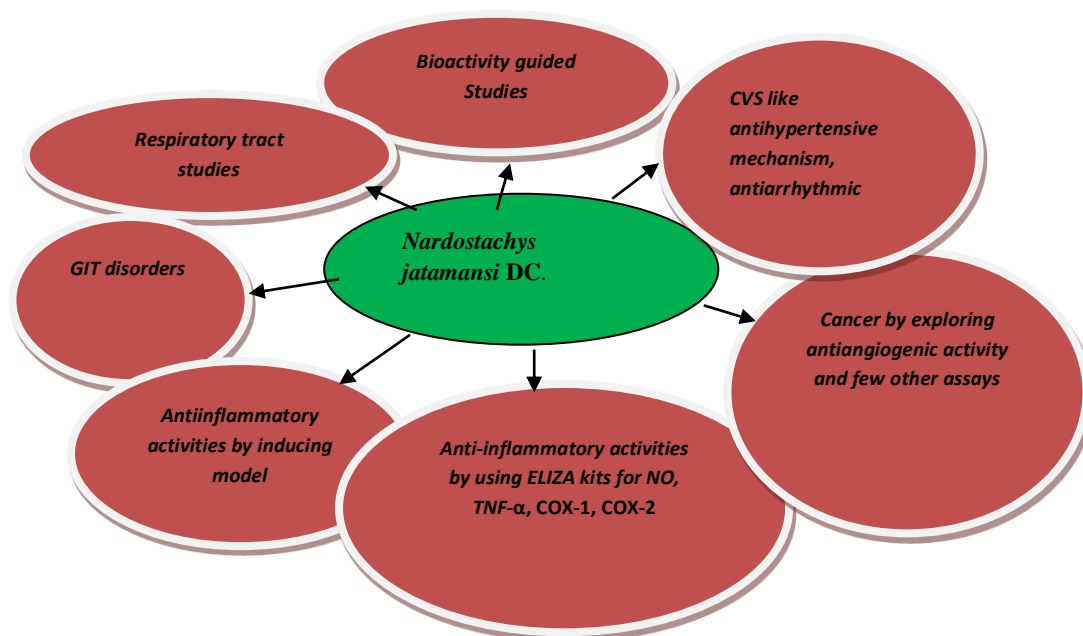 Bioactivity guided
Studies
CVS like
antihypertensive
mechanism,
antiarrhythmic
Respiratory tract
studies
Nardostachys
jatamansi DC.
GIT disorders
Cancer by exploring
antiangiogenic activity
and few other assays
Antiinflammatory
activities by inducing
model
Anti-inflammatory activities
by using ELIZA kits for NO,
TNF-α, COX-1, COX-2